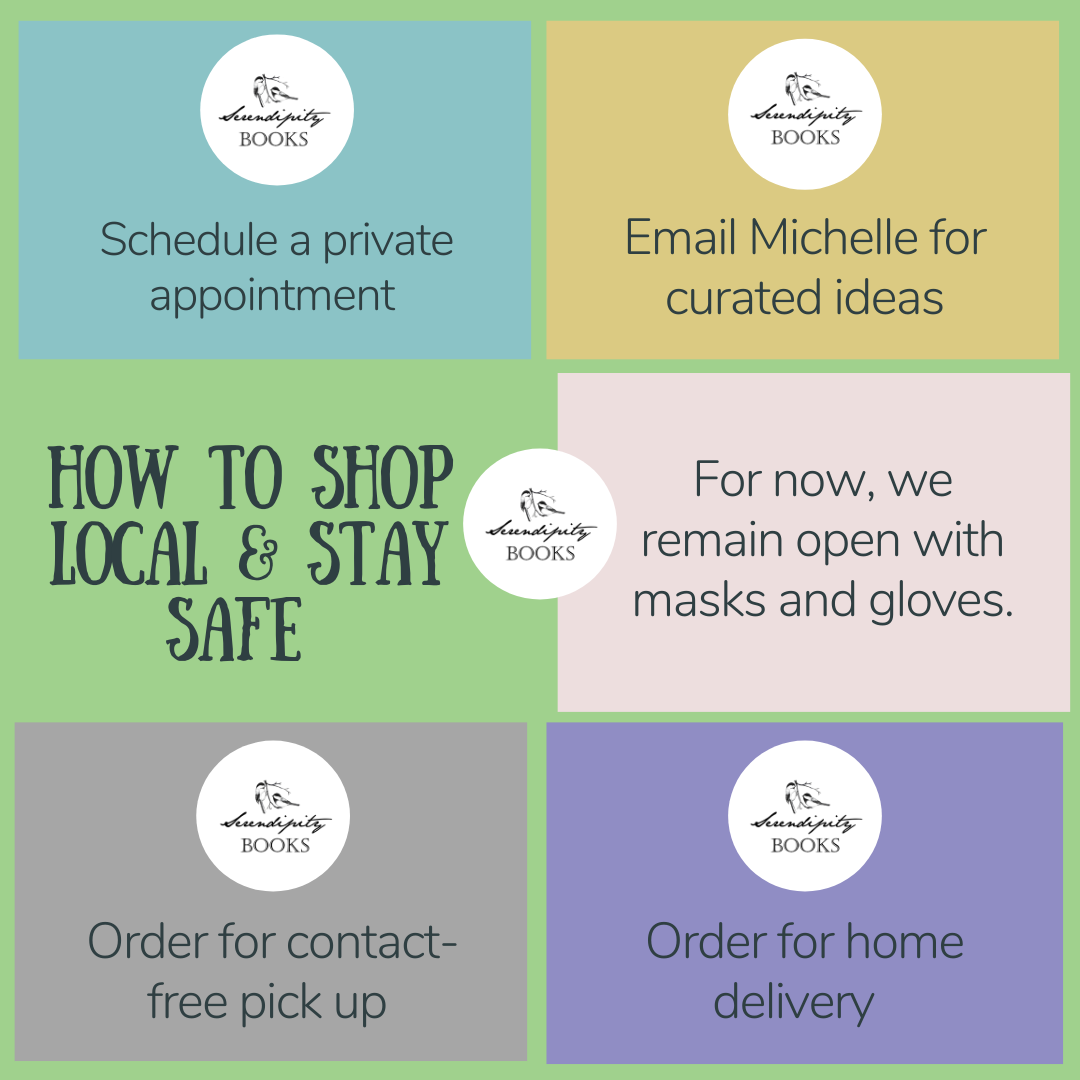 Serendipity
BOOKS
Schedule a private
appointment
Serendipity
BOOKS
Email Michelle for
curated ideas
HOW TO SHOP
LOCAL & STAY
SAFE
Serendipity
BOOKS
For now, we
remain open with
masks and gloves.
Serendipity
BOOKS
Order for contact-
free pick up
Serendipity
BOOKS
Order for home
delivery